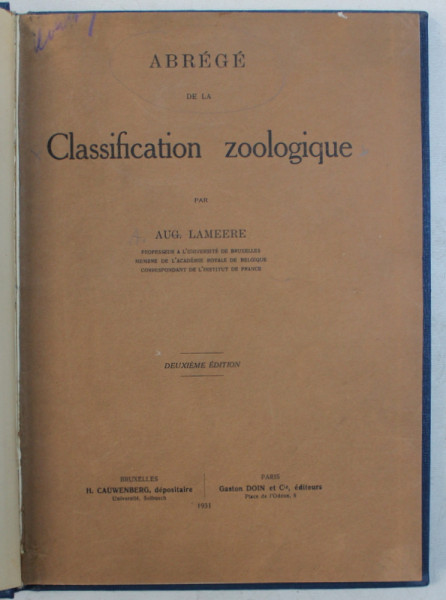 ABRÉGÉ
DE LA
Classification zoologique
PAR
AUG. LAMEERE
PROFESSEUR A L'UNIVERSITÉ DE BRUXELLES
MEMBRE DE L'ACADÉMIE ROYALE DE BELGIQUE
CORRESPONDANT DE L'INSTITUT DE FRANCE
DEUXIÈME ÉDITION
BRUXELLES
H. CAUWENBERG, dépositaire
Université, Solbosch
PARIS
Gaston DOIN et Cie, éditeurs
Place de l'Odéon, 8
1931